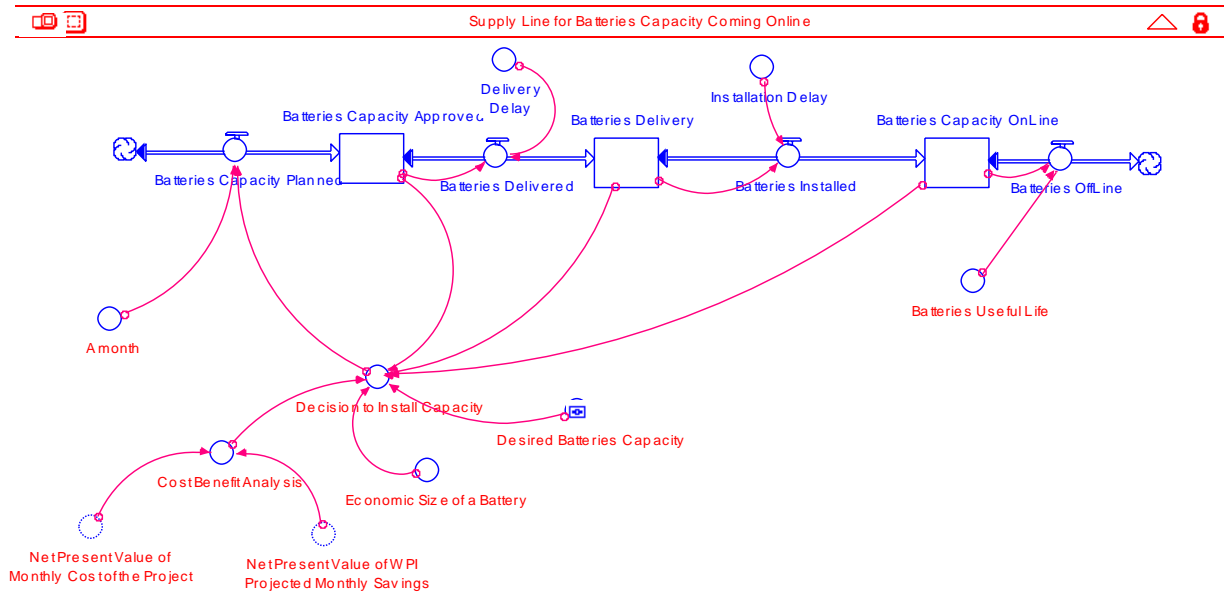 Supply Line for Batteries Capacity Coming Online
Delivery
Delay
Installation Delay
Batteries Capacity Approved
Batteries Delivery
Batteries Capacity OnLine
Batteries Capacity Planned
Batteries Delivered
Batteries Installed
Batteries OffLine
A month
Batteries Useful Life
Decision to Install Capacity
Desired Batteries Capacity
Cost Benefit Analysis
Economic Size of a Battery
Net Present Value of
Monthly Cost of the Project
Net Present Value of WPI
Projected Monthly Savings